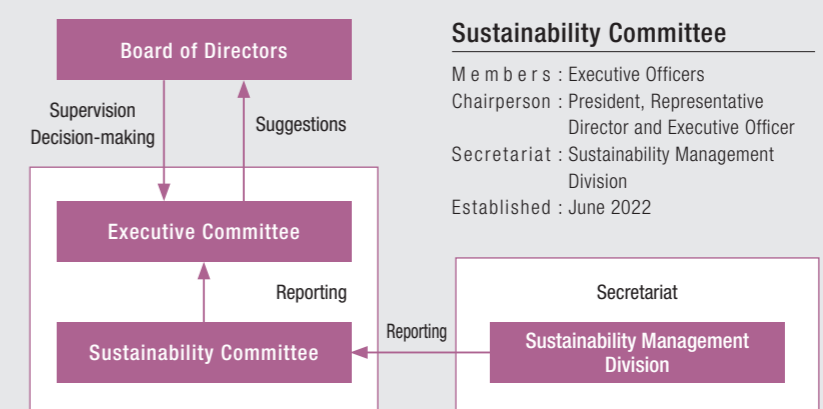 Board of Directors
Supervision
Decision-making
Suggestions
Executive Committee
Reporting
Sustainability Committee
Reporting
Sustainability Committee
Members : Executive Officers
Chairperson : President, Representative
Director and Executive Officer
Secretariat : Sustainability Management
Division
Established : June 2022
Secretariat
Sustainability Management
Division